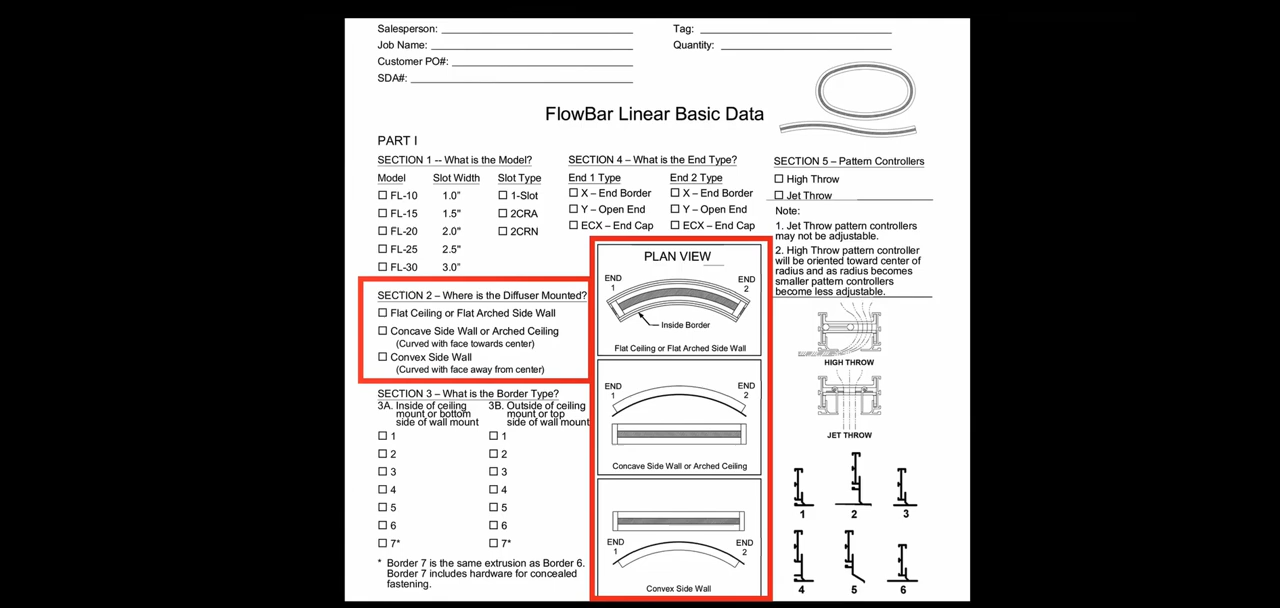 Salesperson:
Job Name:
Customer PO#:
SDA#:
Tag:
Quantity:
FlowBar Linear Basic Data
PART I
SECTION 1 -- What is the Model?
Model Slot Width Slot Type
FL-10 1.0" 1-Slot
FL-15 1.5" 2CRA
FL-20 2.0" 2CRN
FL-25 2.5"
FL-30 3.0"
SECTION 2 – Where is the Diffuser Mounted?
Flat Ceiling or Flat Arched Side Wall
Concave Side Wall or Arched Ceiling
(Curved with face towards center)
Convex Side Wall
(Curved with face away from center)
SECTION 3 – What is the Border Type?
3A. Inside of ceiling
mount or bottom
side of wall mount
1
2
3
4
5
6
7*
3B. Outside of ceiling
mount or top
side of wall mount
1
2
3
4
5
6
7*
* Border 7 is the same extrusion as Border 6.
Border 7 includes hardware for concealed
fastening.
SECTION 4 – What is the End Type?
End 1 Type End 2 Type
X – End Border X – End Border
Y – Open End Y – Open End
ECX – End Cap ECX – End Cap
PLAN VIEW
END
1
END
2
Inside Border
Flat Ceiling or Flat Arched Side Wall
END
1
END
2
Concave Side Wall or Arched Ceiling
END
1
END
2
Convex Side Wall
SECTION 5 – Pattern Controllers
High Throw
Jet Throw
Note:
1. Jet Throw pattern controllers
may not be adjustable.
2. High Throw pattern controller
will be oriented toward center of
radius and as radius becomes
smaller pattern controllers
become less adjustable.
HIGH THROW
JET THROW
1 2 3
4 5 6